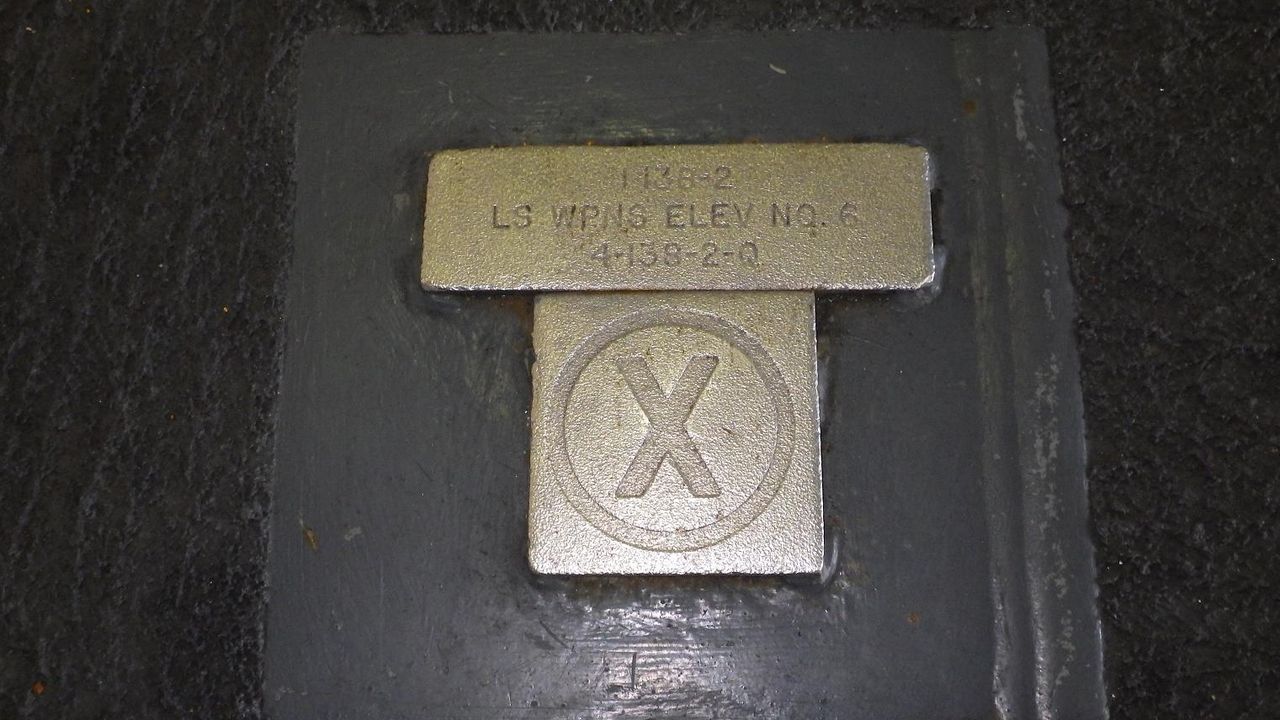 1-138-2
LS WPNS ELEV NO. 6
4-138-2-Q
X